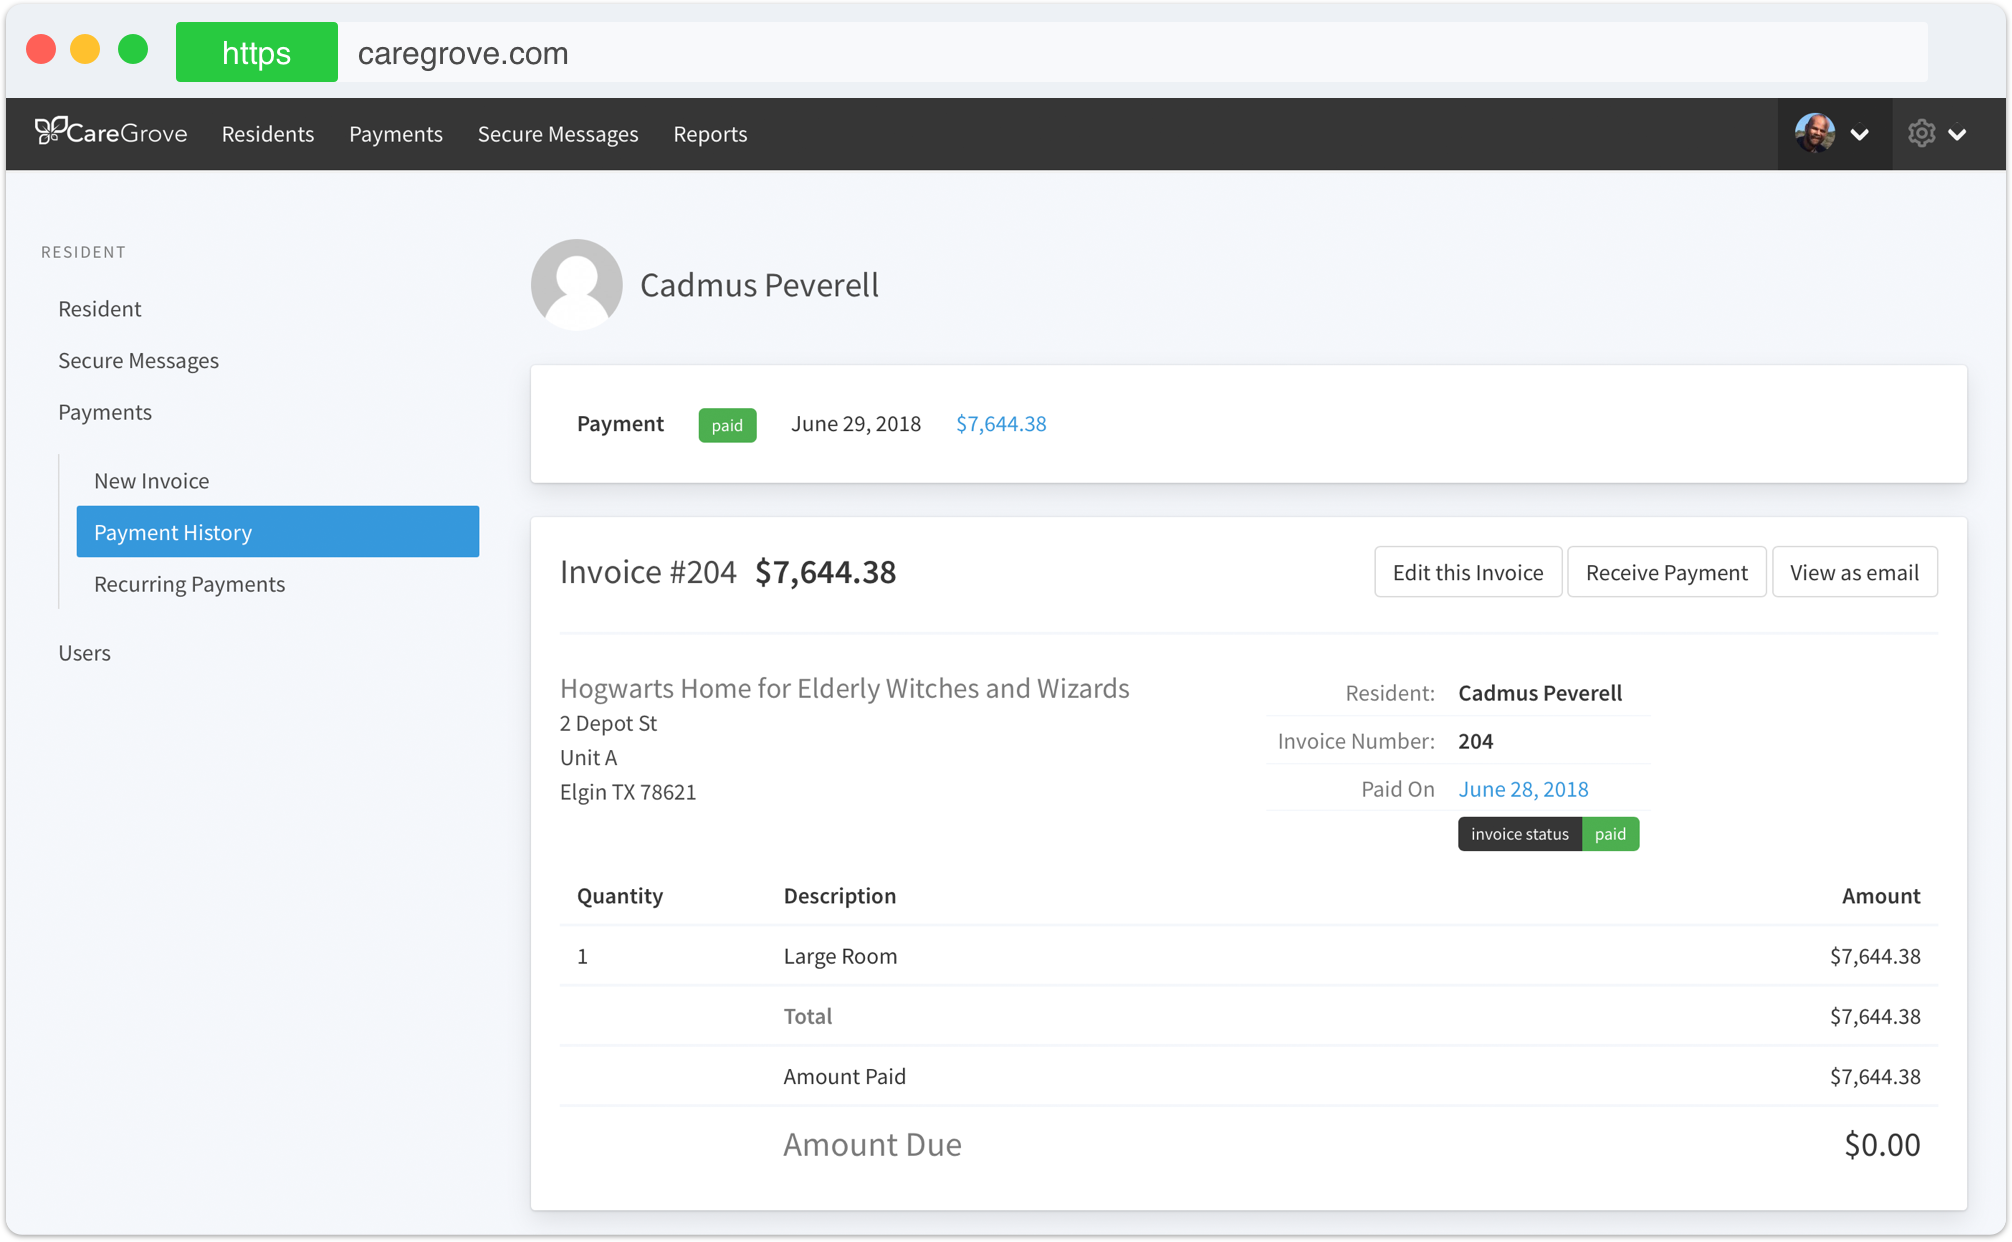 https caregrove.com
CareGrove Residents Payments Secure Messages Reports
RESIDENT
Resident
Secure Messages
Payments
New Invoice
Payment History
Recurring Payments
Users
Cadmus Peverell
Payment paid June 29, 2018 $7,644.38
Invoice #204 $7,644.38 Edit this Invoice Receive Payment View as email
Hogwarts Home for Elderly Witches and Wizards
2 Depot St
Unit A
Elgin TX 78621
Resident: Cadmus Peverell
Invoice Number: 204
Paid On June 28, 2018
invoice status paid
Quantity Description Amount
1 Large Room $7,644.38
Total $7,644.38
Amount Paid $7,644.38
Amount Due $0.00